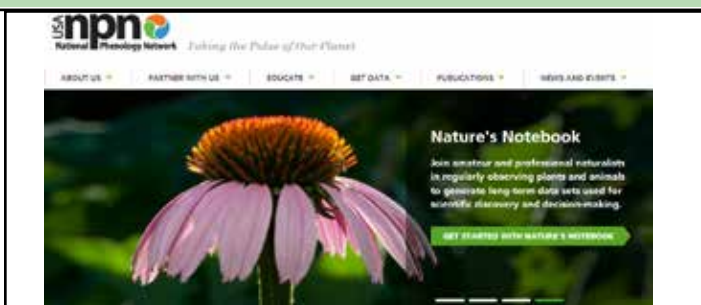 USA
npn
National Phenology Network Taking the Pulse of Our Planet
ABOUT US PARTNER WITH US EDUCATE GET DATA PUBLICATIONS NEWS AND EVENTS
Nature's Notebook
Join amateur and professional naturalists
in regularly observing plants and animals
to generate long-term data sets used for
scientific discovery and decision-making.
GET STARTED WITH NATURE'S NOTEBOOK